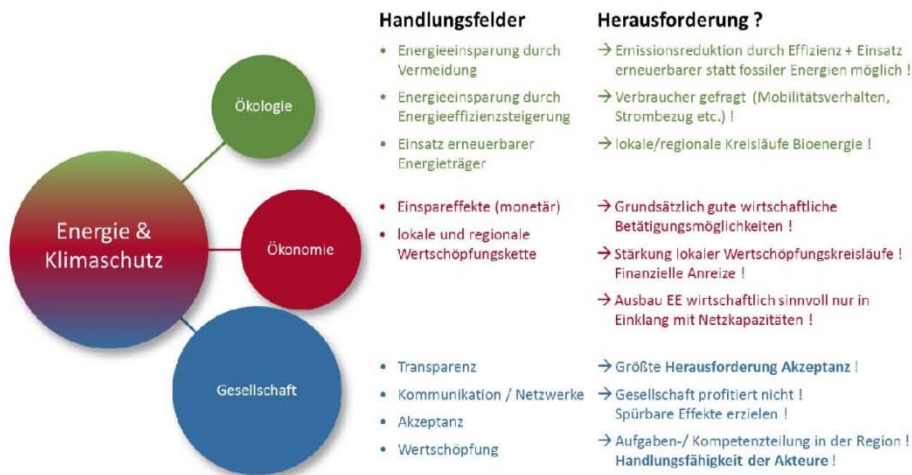 Handlungsfelder
Herausforderung ?
Energie &
Klimaschutz
Ökologie
• Energieeinsparung durch
Vermeidung
• Energieeinsparung durch
Energieeffizienzsteigerung
• Einsatz erneuerbarer
Energieträger
→ Emissionsreduktion durch Effizienz + Einsatz
erneuerbarer statt fossiler Energien möglich !
→ Verbraucher gefragt (Mobilitätsverhalten,
Strombezug etc.) !
→ lokale/regionale Kreisläufe Bioenergie !
Ökonomie
• Einspareffekte (monetär)
• lokale und regionale
Wertschöpfungskette
→ Grundsätzlich gute wirtschaftliche
Betätigungsmöglichkeiten !
→ Stärkung lokaler Wertschöpfungskreisläufe !
Finanzielle Anreize !
→ Ausbau EE wirtschaftlich sinnvoll nur in
Einklang mit Netzkapazitäten !
Gesellschaft
• Transparenz
• Kommunikation / Netzwerke
• Akzeptanz
• Wertschöpfung
→ Größte Herausforderung Akzeptanz !
→ Gesellschaft profitiert nicht !
Spürbare Effekte erzielen !
→ Aufgaben-/ Kompetenzteilung in der Region !
Handlungsfähigkeit der Akteure !